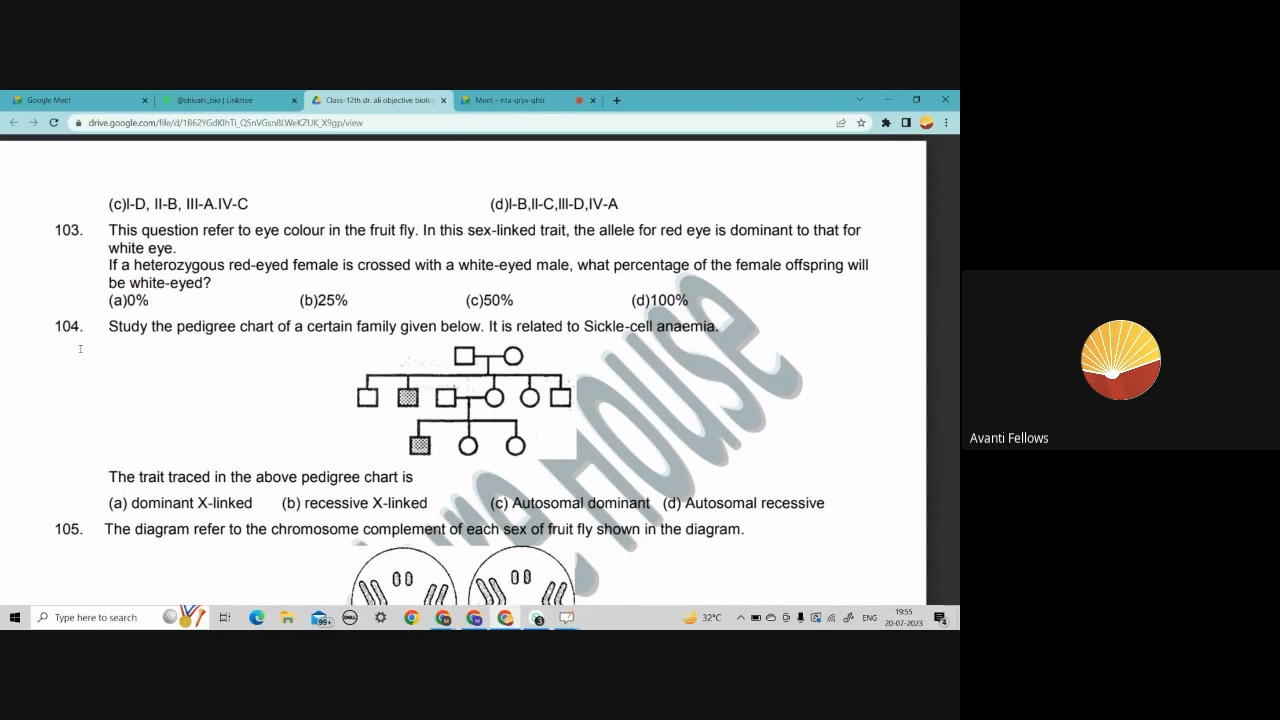 Google Meet
@shivani_bio | Linktree
Class-12th dr. ali objective biolo
Meet – nta-qryx-qhb
drive.google.com/file/d/1B62YGdKIhTi_QSnVGsn8LWeKZUK_X9gp/view
(c)I-D, II-B, III-A.IV-C (d)I-B,II-C,III-D,IV-A
103. This question refer to eye colour in the fruit fly. In this sex-linked trait, the allele for red eye is dominant to that for
white eye.
If a heterozygous red-eyed female is crossed with a white-eyed male, what percentage of the female offspring will
be white-eyed?
(a)0% (b)25% (c)50% (d)100%
104. Study the pedigree chart of a certain family given below. It is related to Sickle-cell anaemia.
The trait traced in the above pedigree chart is
(a) dominant X-linked (b) recessive X-linked (c) Autosomal dominant (d) Autosomal recessive
105. The diagram refer to the chromosome complement of each sex of fruit fly shown in the diagram.
House
Avanti Fellows
Type here to search
99+
DELL
3
32°C
ENG
19:55
20-07-2023
4